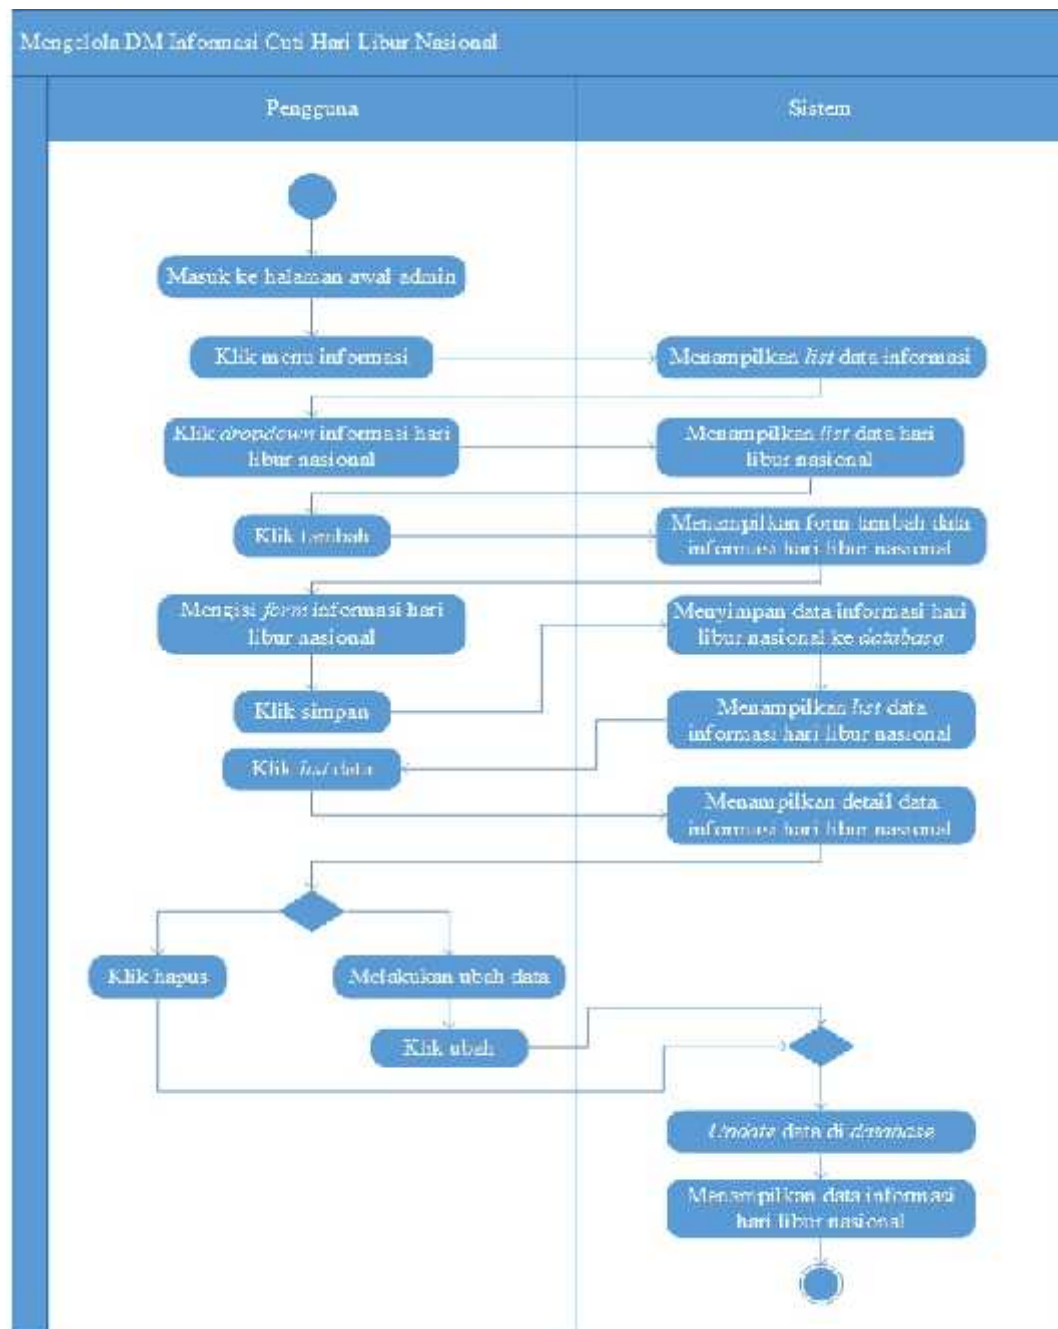 Mengelola DM Informasi Cuti Hari Libur Nasional
Pengguna
Sistem
Masuk ke halaman awal admin
Klik menu informasi
Menampilkan list data informasi
Klik dropdown informasi hari
libur nasional
Menampilkan list data hari
libur nasional
Klik tambah
Menampilkan form tambah data
informasi hari libur nasional
Mengisi form informasi hari
libur nasional
Menyimpan data informasi hari
libur nasional ke database
Klik simpan
Menampilkan list data
informasi hari libur nasional
Klik list data
Menampilkan detail data
informasi hari libur nasional
Klik hapus
Melakukan ubah data
Klik ubah
Update data di database
Menampilkan data informasi
hari libur nasional